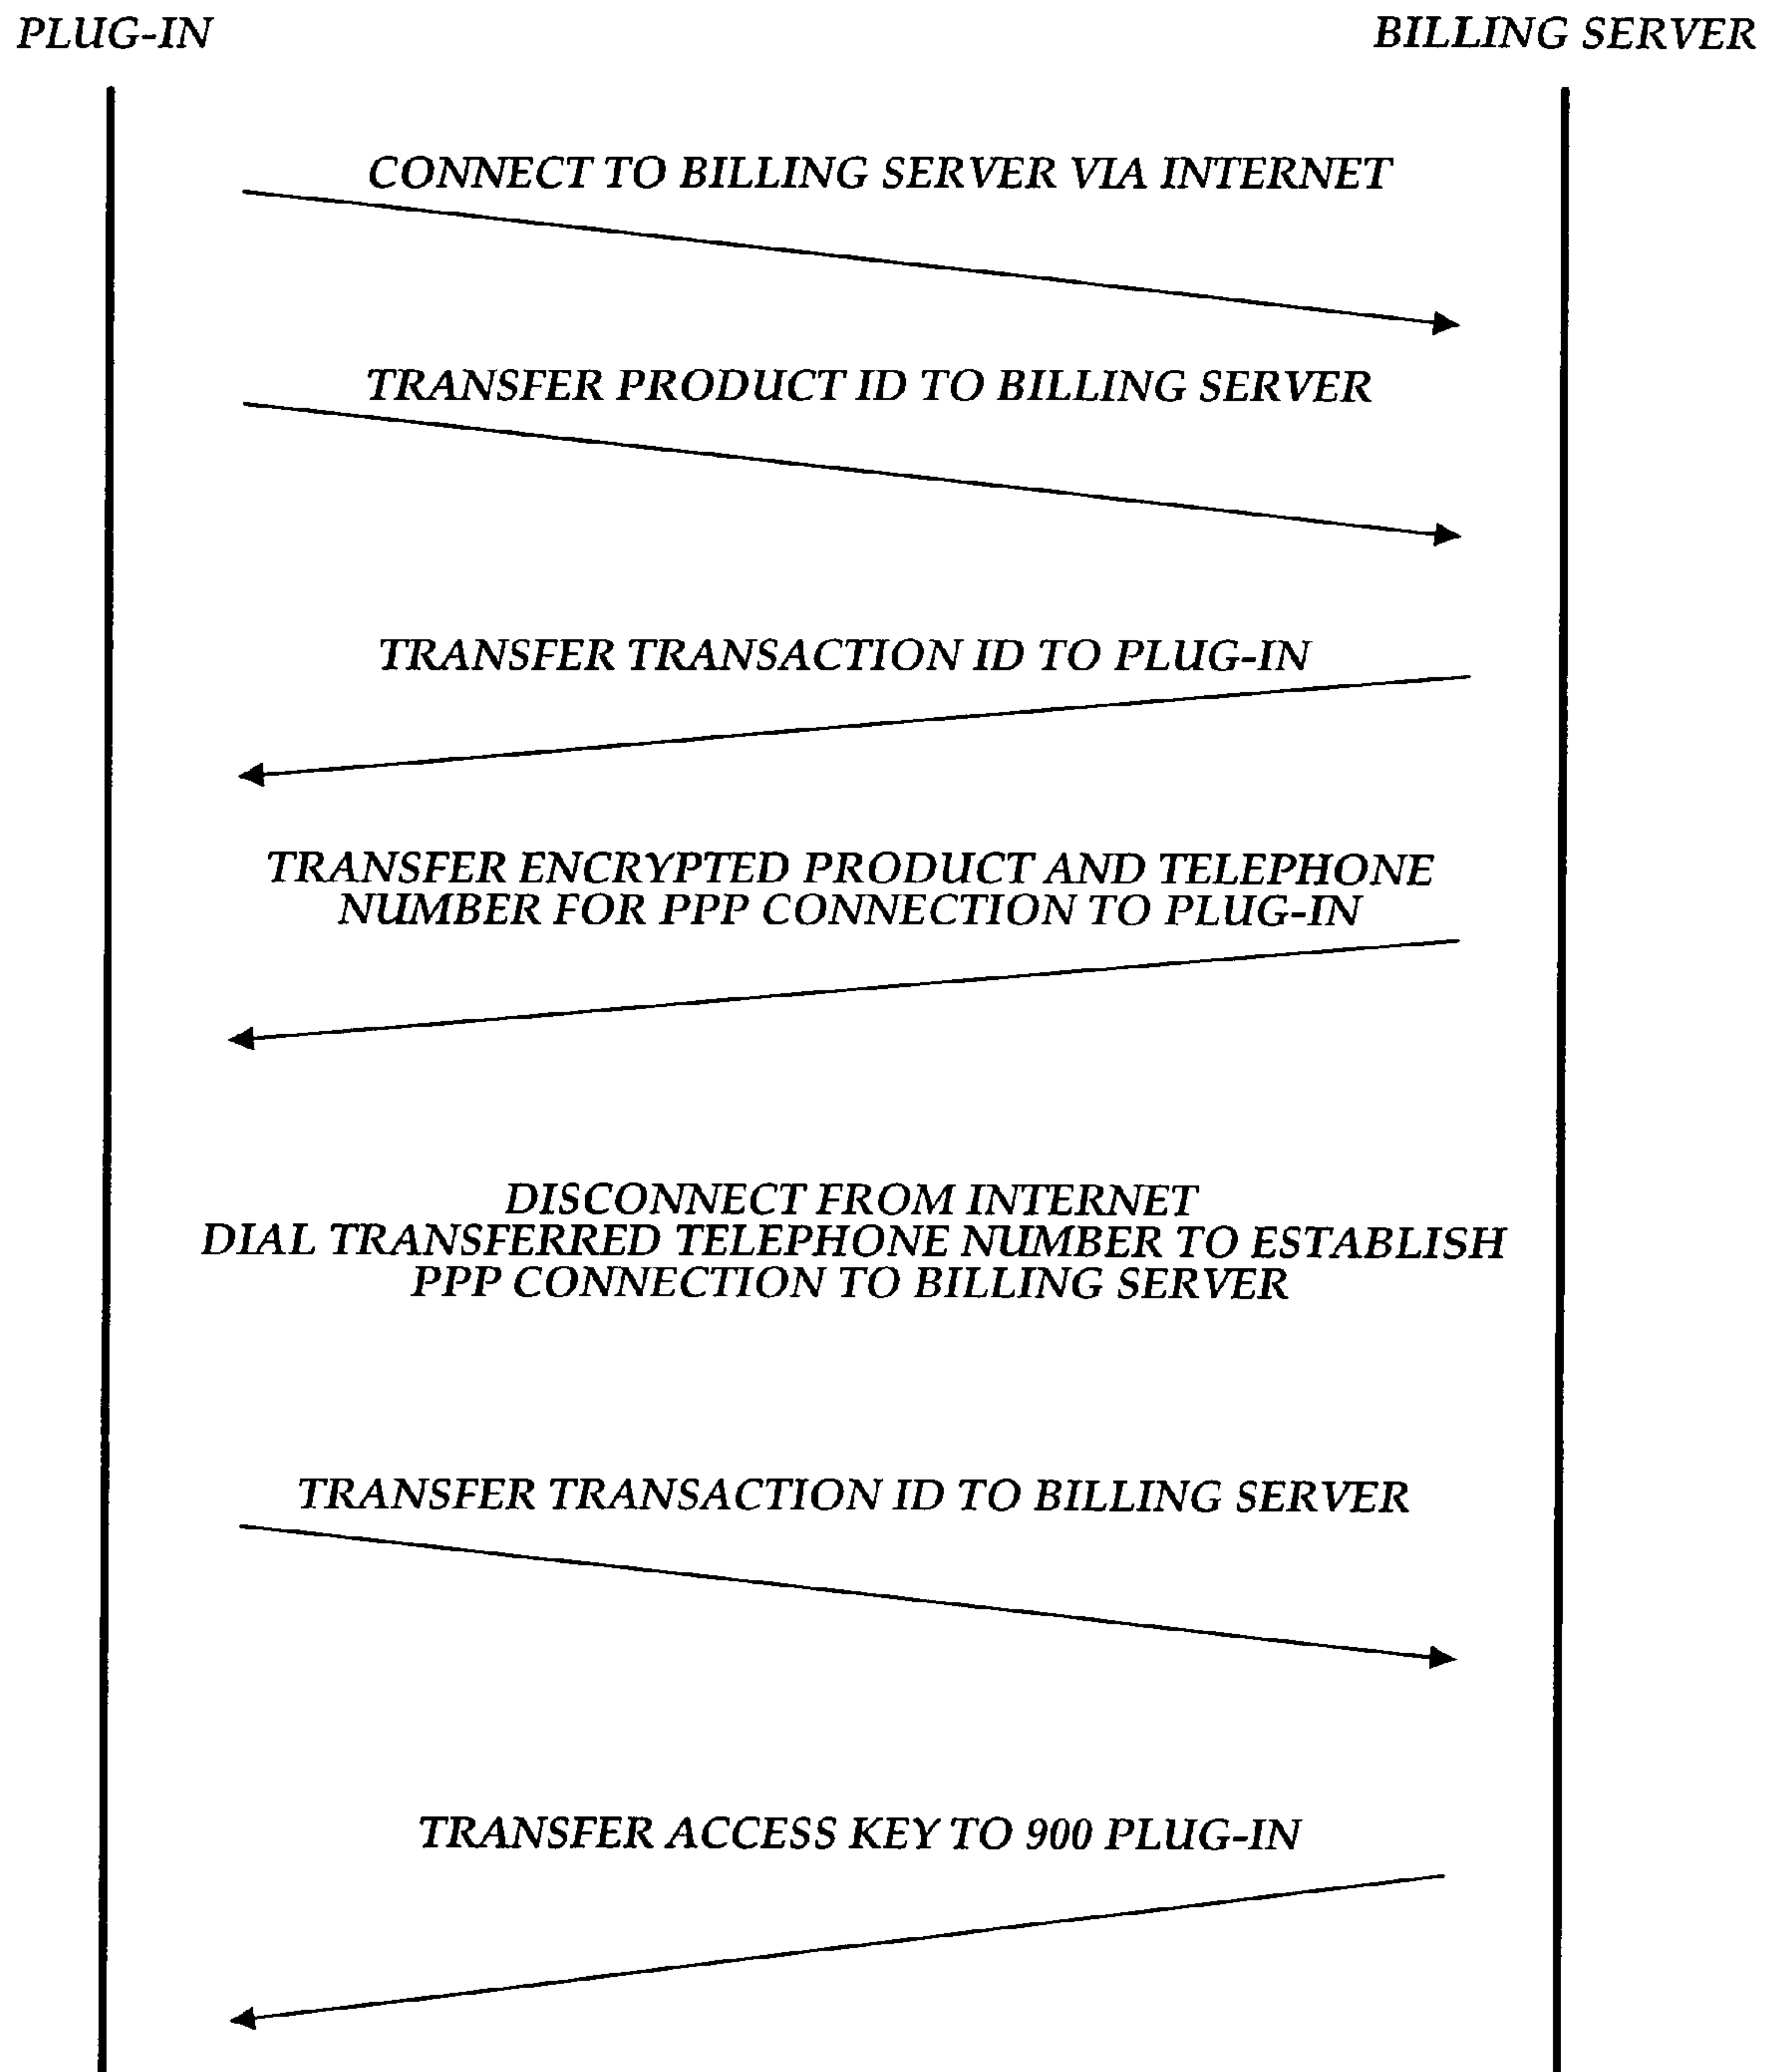 PLUG-IN
BILLING SERVER
CONNECT TO BILLING SERVER VIA INTERNET
TRANSFER PRODUCT ID TO BILLING SERVER
TRANSFER TRANSACTION ID TO PLUG-IN
TRANSFER ENCRYPTED PRODUCT AND TELEPHONE
NUMBER FOR PPP CONNECTION TO PLUG-IN
DISCONNECT FROM INTERNET
DIAL TRANSFERRED TELEPHONE NUMBER TO ESTABLISH
PPP CONNECTION TO BILLING SERVER
TRANSFER TRANSACTION ID TO BILLING SERVER
TRANSFER ACCESS KEY TO 900 PLUG-IN